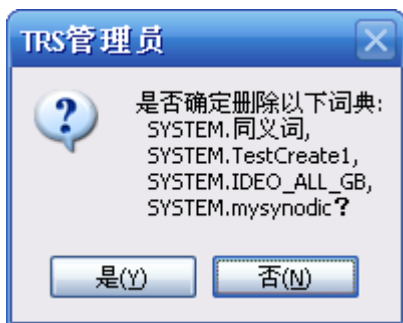 TRS管理员
是否确定删除以下词典:
SYSTEM.同义词,
SYSTEM.TestCreate1,
SYSTEM.IDEO_ALL_GB,
SYSTEM.mysynodic?
是(Y)
否(N)